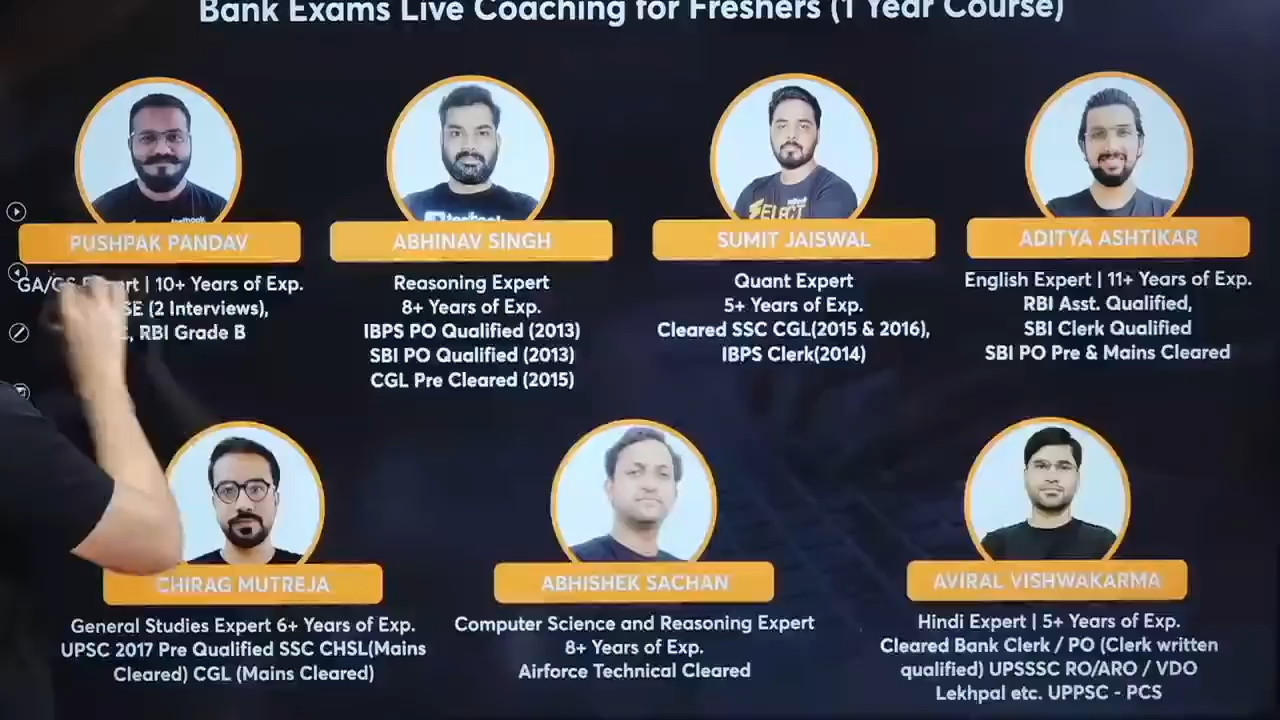 Bank Exams Live Coaching for Freshers (1 Year Course)
PUSHPAK PANDAV
ABHINAV SINGH
SUMIT JAISWAL
ADITYA ASHTIKAR
| 10+ Years of Exp.
(2 Interviews),
RBI Grade B
Reasoning Expert
8+ Years of Exp.
IBPS PO Qualified (2013)
SBI PO Qualified (2013)
CGL Pre Cleared (2015)
Quant Expert
5+ Years of Exp.
Cleared SSC CGL(2015 & 2016),
IBPS Clerk(2014)
English Expert | 11+ Years of Exp.
RBI Asst. Qualified,
SBI Clerk Qualified
SBI PO Pre & Mains Cleared
CHIRAG MUTREJA
ABHISHEK SACHAN
AVIRAL VISHWAKARMA
General Studies Expert 6+ Years of Exp.
UPSC 2017 Pre Qualified SSC CHSL(Mains
Cleared) CGL (Mains Cleared)
Computer Science and Reasoning Expert
8+ Years of Exp.
Airforce Technical Cleared
Hindi Expert | 5+ Years of Exp.
Cleared Bank Clerk / PO (Clerk written
qualified) UPSSSC RO/ARO / VDO
Lekhpal etc. UPPSC - PCS